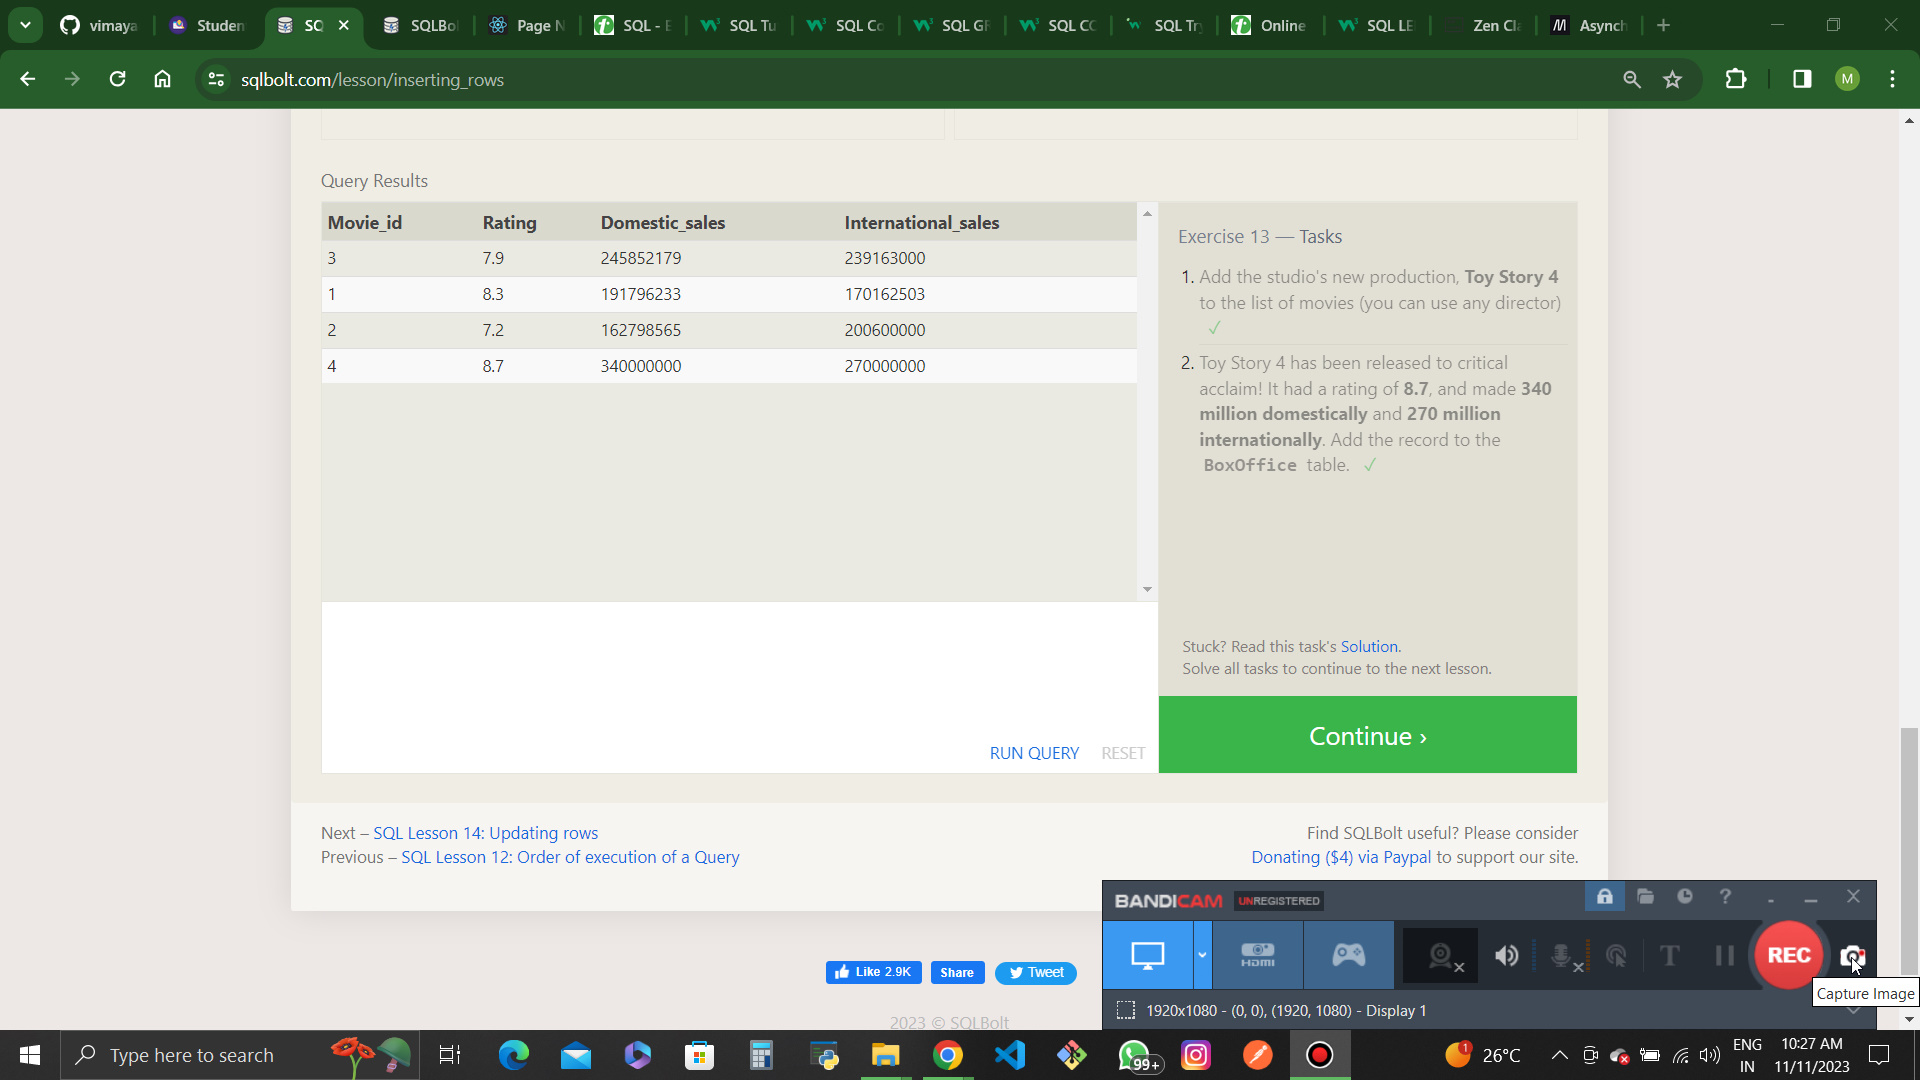 vimaya
Studen
SQ
SQLBo
Page N
SQL - E
SQL Tu
SQL Co
SQL GR
SQL CC
SQL Try
Online
SQL LE
Zen Cla
Asynch
sqlbolt.com/lesson/inserting_rows
M
Query Results
Movie_id Rating Domestic_sales International_sales
3 7.9 245852179 239163000
1 8.3 191796233 170162503
2 7.2 162798565 200600000
4 8.7 340000000 270000000
RUN QUERY RESET
Exercise 13 — Tasks
1. Add the studio's new production, Toy Story 4
to the list of movies (you can use any director)
✓
2. Toy Story 4 has been released to critical
acclaim! It had a rating of 8.7, and made 340
million domestically and 270 million
internationally. Add the record to the
BoxOffice table. ✓
Stuck? Read this task's Solution.
Solve all tasks to continue to the next lesson.
Continue ›
Next – SQL Lesson 14: Updating rows
Previous – SQL Lesson 12: Order of execution of a Query
Find SQLBolt useful? Please consider
Donating ($4) via Paypal to support our site.
Like 2.9K
Share
Tweet
2023 © SQLBolt
BANDICAM UNREGISTERED
HDMI
REC
Capture Image
1920x1080 - (0, 0), (1920, 1080) - Display 1
Type here to search
99+
1
26°C
ENG
IN
10:27 AM
11/11/2023